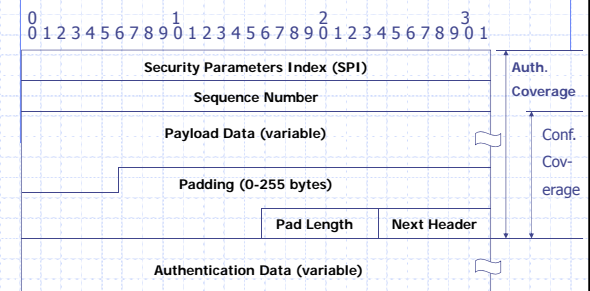 0 1 2 3
0 1 2 3 4 5 6 7 8 9 0 1 2 3 4 5 6 7 8 9 0 1 2 3 4 5 6 7 8 9 0 1
Security Parameters Index (SPI)
Auth.
Coverage
Sequence Number
Payload Data (variable)
Conf.
Cov-
erage
Padding (0-255 bytes)
Pad Length Next Header
Authentication Data (variable)